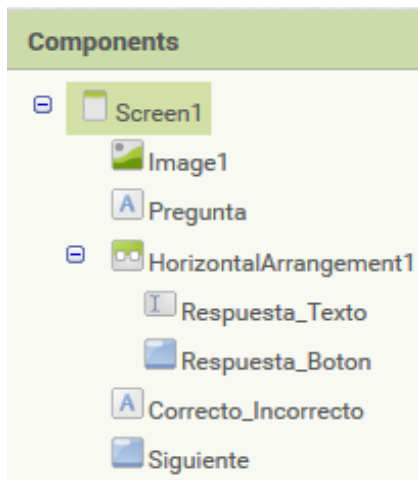 Components
Screen1
Image1
A Pregunta
HorizontalArrangement1
Respuesta_Texto
Respuesta_Boton
A Correcto_Incorrecto
Siguiente